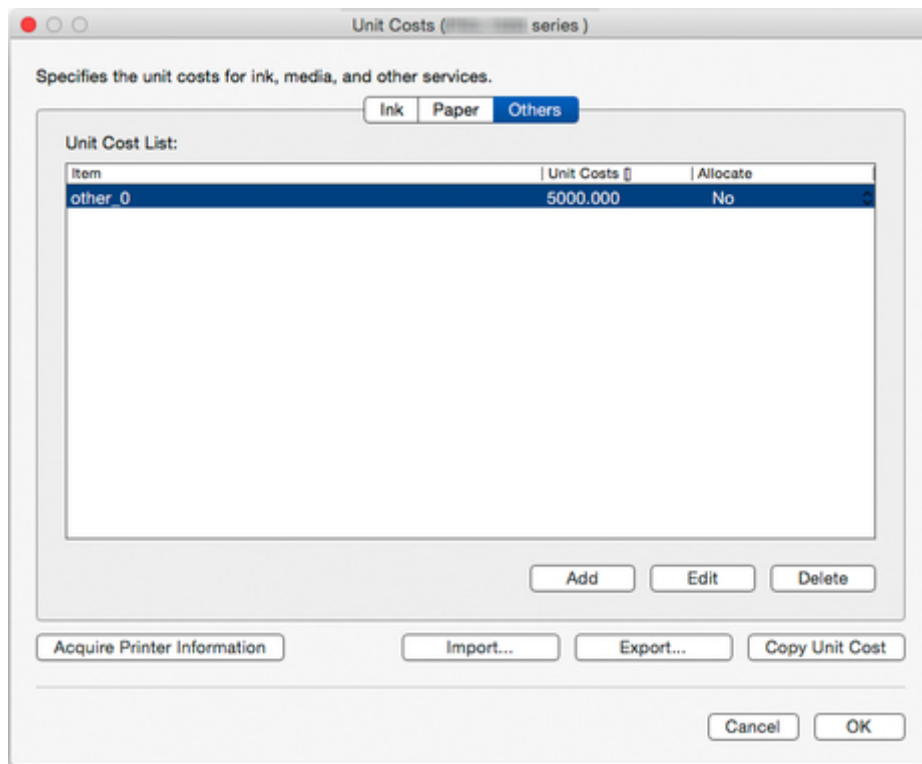 Unit Costs ( series )
Specifies the unit costs for ink, media, and other services.
Ink Paper Others
Unit Cost List:
Item Unit Costs [] Allocate
other_0 5000.000 No
Add Edit Delete
Acquire Printer Information Import... Export... Copy Unit Cost
Cancel OK